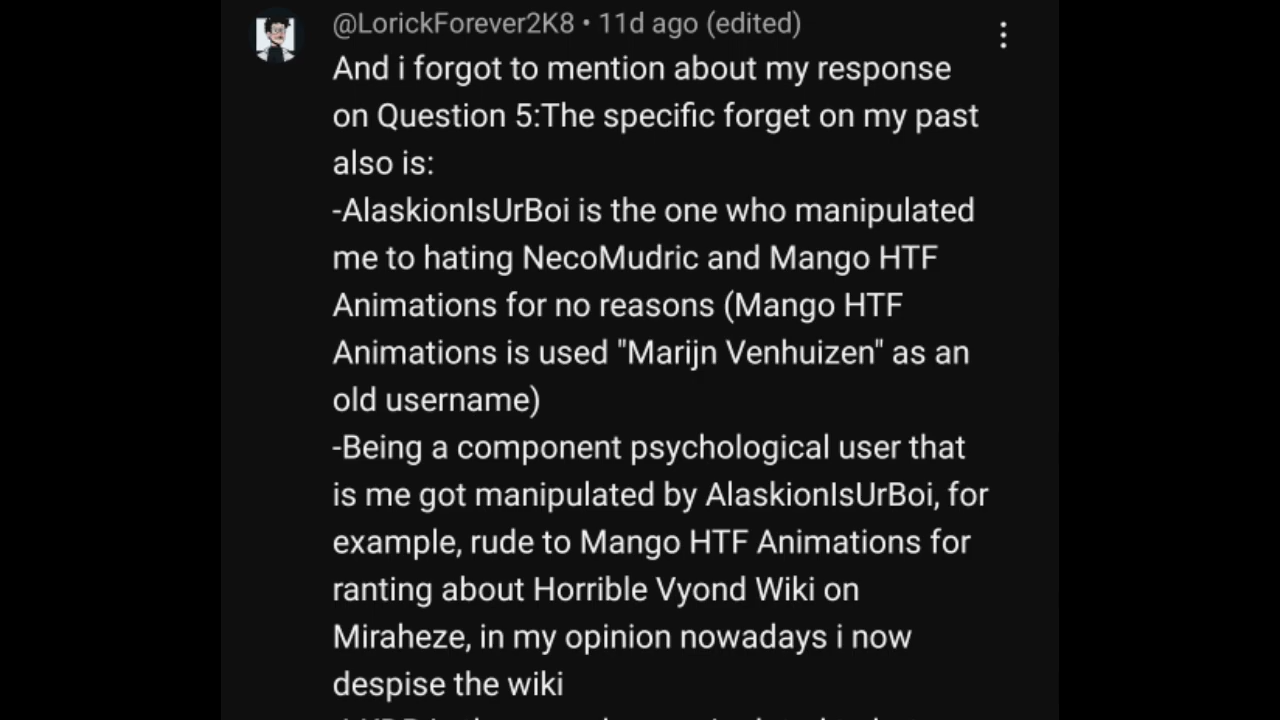 @LorickForever2K8 • 11d ago (edited)
And i forgot to mention about my response
on Question 5:The specific forget on my past
also is:
-AlaskionIsUrBoi is the one who manipulated
me to hating NecoMudric and Mango HTF
Animations for no reasons (Mango HTF
Animations is used "Marijn Venhuizen" as an
old username)
-Being a component psychological user that
is me got manipulated by AlaskionIsUrBoi, for
example, rude to Mango HTF Animations for
ranting about Horrible Vyond Wiki on
Miraheze, in my opinion nowadays i now
despise the wiki